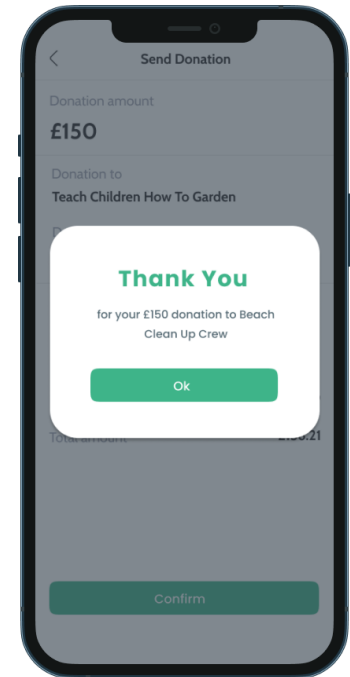 Send Donation
Donation amount
£150
Donation to
Teach Children How To Garden
Thank You
for your £150 donation to Beach
Clean Up Crew
Ok
Total amount
Confirm